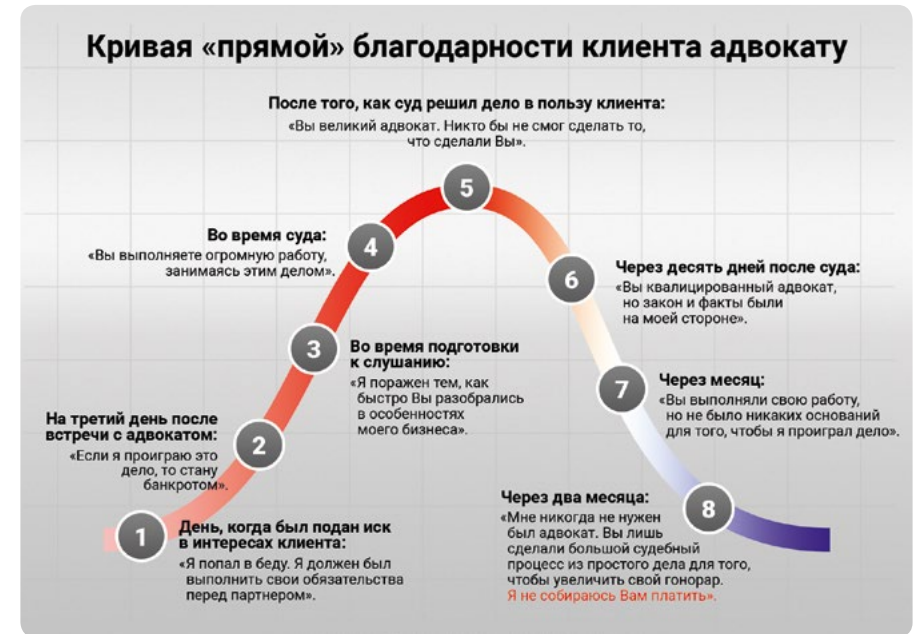 Кривая «прямой» благодарности клиента адвокату
После того, как суд решил дело в пользу клиента:
«Вы великий адвокат. Никто бы не смог сделать то,
что сделали Вы».
5
Во время суда:
«Вы выполняете огромную работу,
занимаясь этим делом».
4
6
Через десять дней после суда:
«Вы квалицированный адвокат,
но закон и факты были
на моей стороне».
3
Во время подготовки
к слушанию:
«Я поражен тем, как
быстро Вы разобрались
в особенностях
моего бизнеса».
7
Через месяц:
«Вы выполняли свою работу,
но не было никаких оснований
для того, чтобы я проиграл дело».
На третий день после
встречи с адвокатом:
«Если я проиграю это
дело, то стану
банкротом».
2
1
День, когда был подан иск
в интересах клиента:
«Я попал в беду. Я должен был
выполнить свои обязательства
перед партнером».
Через два месяца:
«Мне никогда не нужен
был адвокат. Вы лишь
сделали большой судебный
процесс из простого дела для того,
чтобы увеличить свой гонорар.
Я не собираюсь Вам платить».
8